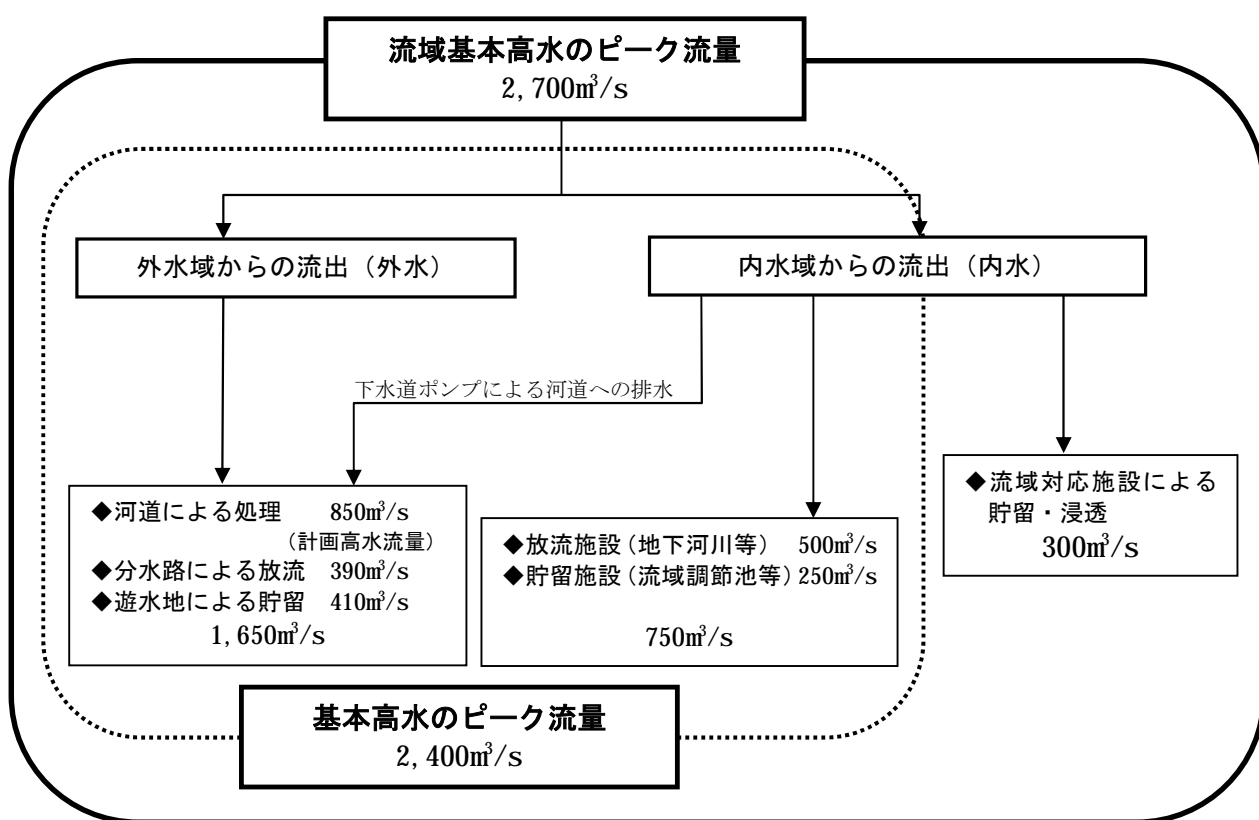 流域基本高水のピーク流量
2,700㎥/s
外水域からの流出（外水）
内水域からの流出（内水）
下水道ポンプによる河道への排水
◆河道による処理 850㎥/s
（計画高水流量）
◆分水路による放流 390㎥/s
◆遊水地による貯留 410㎥/s
1,650㎥/s
◆放流施設（地下河川等） 500㎥/s
◆貯留施設（流域調節池等）250㎥/s
750㎥/s
◆流域対応施設による
貯留・浸透
300㎥/s
基本高水のピーク流量
2,400㎥/s